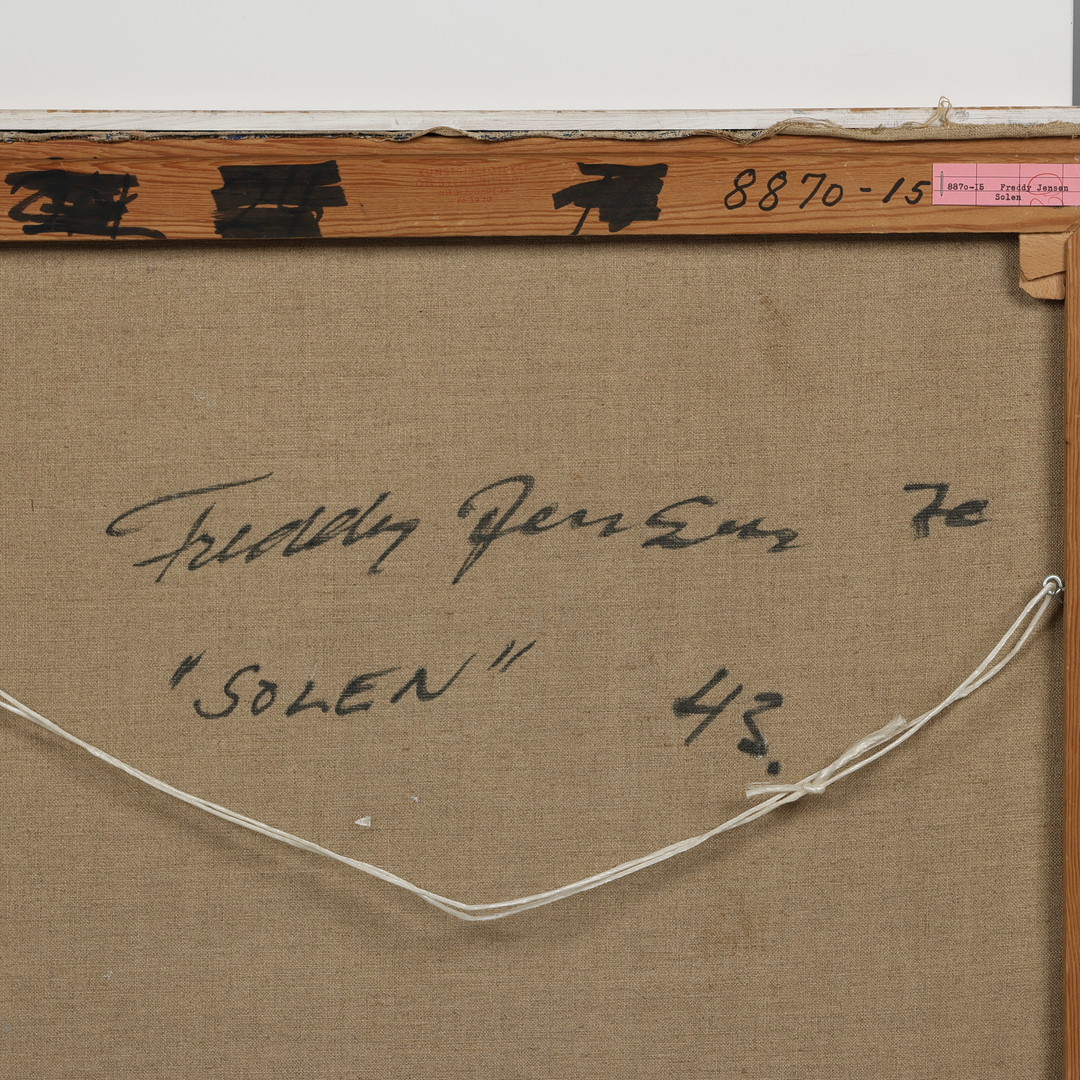 8870-15
8870-15 Freddy Jensen
Solen
Freddy Jensen 70
"SOLEN" 43.